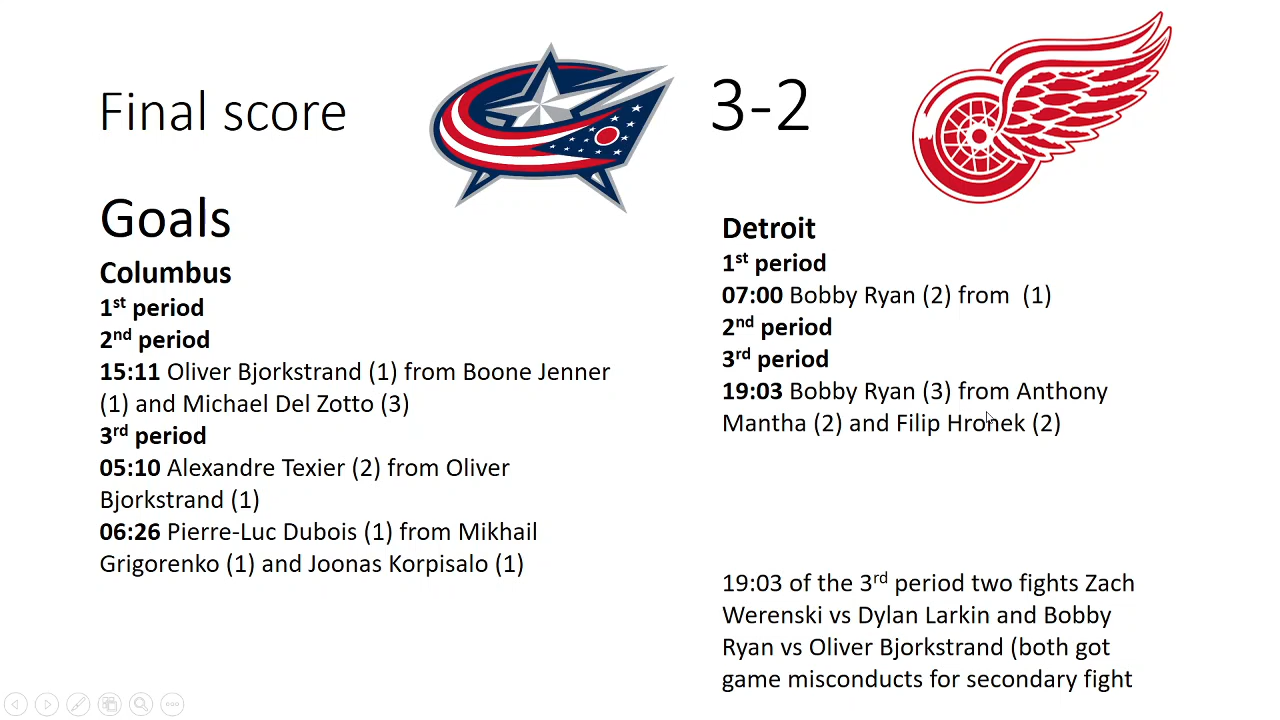 Final score
3-2
Goals
Columbus
1st period
2nd period
15:11 Oliver Bjorkstrand (1) from Boone Jenner
(1) and Michael Del Zotto (3)
3rd period
05:10 Alexandre Texier (2) from Oliver
Bjorkstrand (1)
06:26 Pierre-Luc Dubois (1) from Mikhail
Grigorenko (1) and Joonas Korpisalo (1)
Detroit
1st period
07:00 Bobby Ryan (2) from  (1)
2nd period
3rd period
19:03 Bobby Ryan (3) from Anthony
Mantha (2) and Filip Hronek (2)
19:03 of the 3rd period two fights Zach
Werenski vs Dylan Larkin and Bobby
Ryan vs Oliver Bjorkstrand (both got
game misconducts for secondary fight